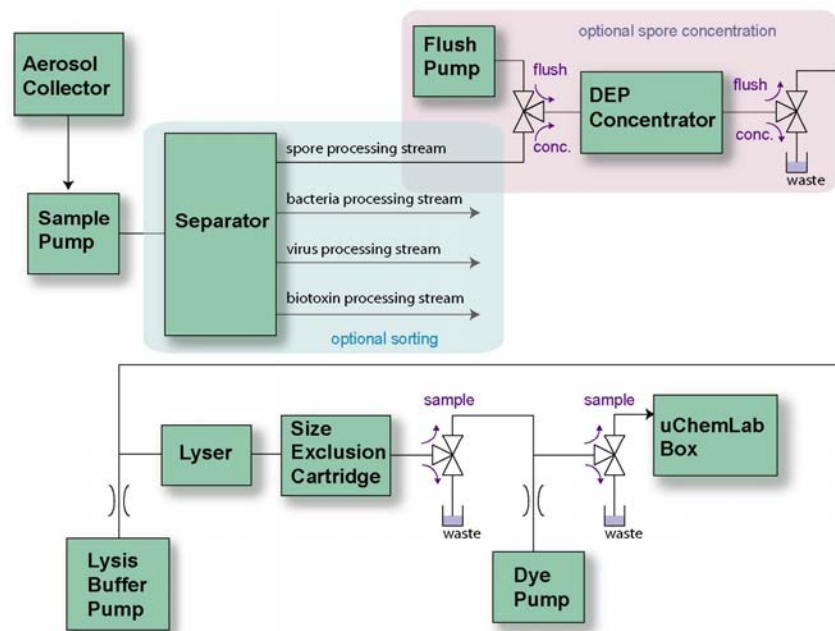 Aerosol
Collector
Sample
Pump
Separator
spore processing stream
bacteria processing stream
virus processing stream
biotoxin processing stream
optional sorting
optional spore concentration
Flush
Pump
flush
conc.
DEP
Concentrator
flush
conc.
waste
Lysis
Buffer
Pump
Lyser
Size
Exclusion
Cartridge
sample
waste
Dye
Pump
sample
waste
uChemLab
Box